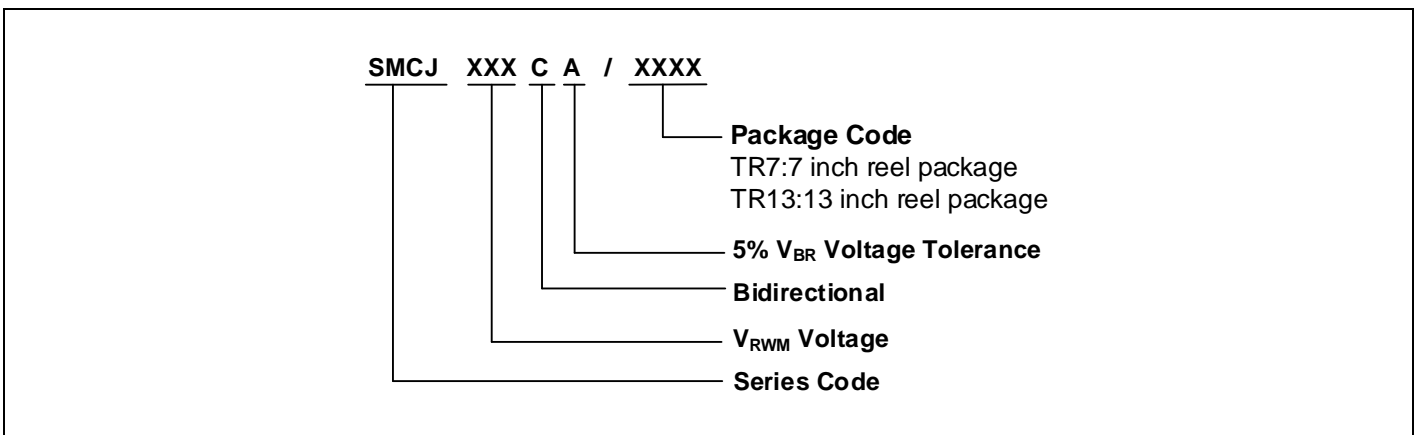 SMCJ XXX C A / XXXX
Package Code
TR7:7 inch reel package
TR13:13 inch reel package
5% VBR Voltage Tolerance
Bidirectional
VRWM Voltage
Series Code